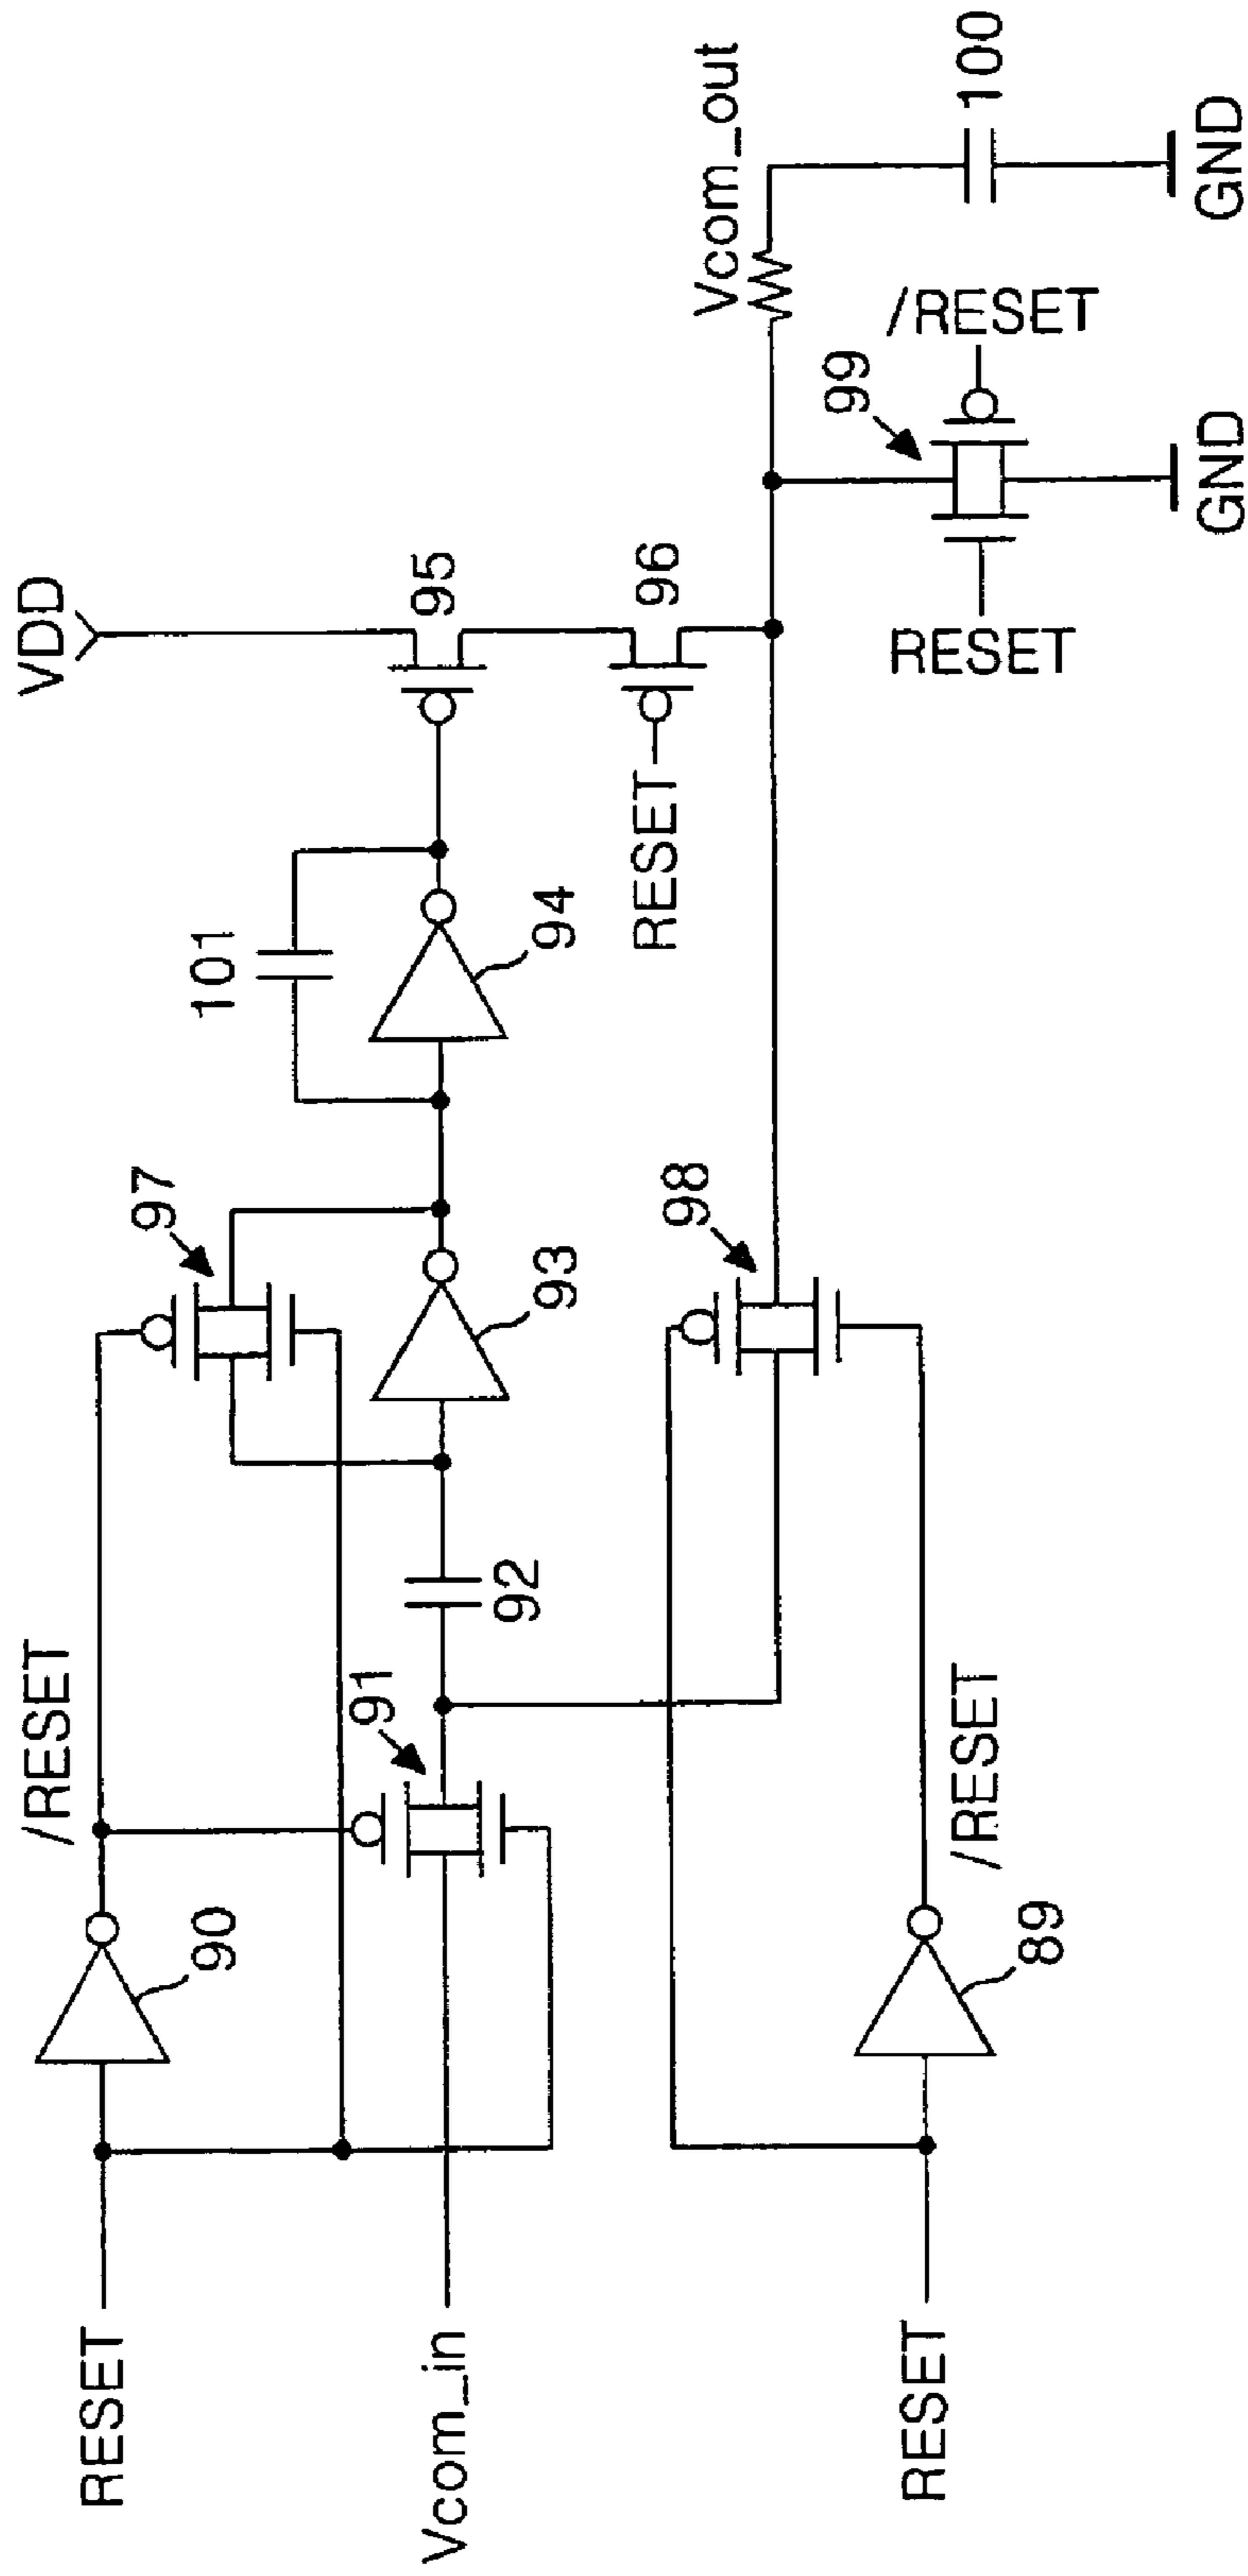 VDD
/RESET
97
101
90
91
95
RESET
92
93
94
96
Vcom_in
RESET
Vcom_out
98
99
100
/RESET
RESET
RESET
/RESET
89
GND
GND